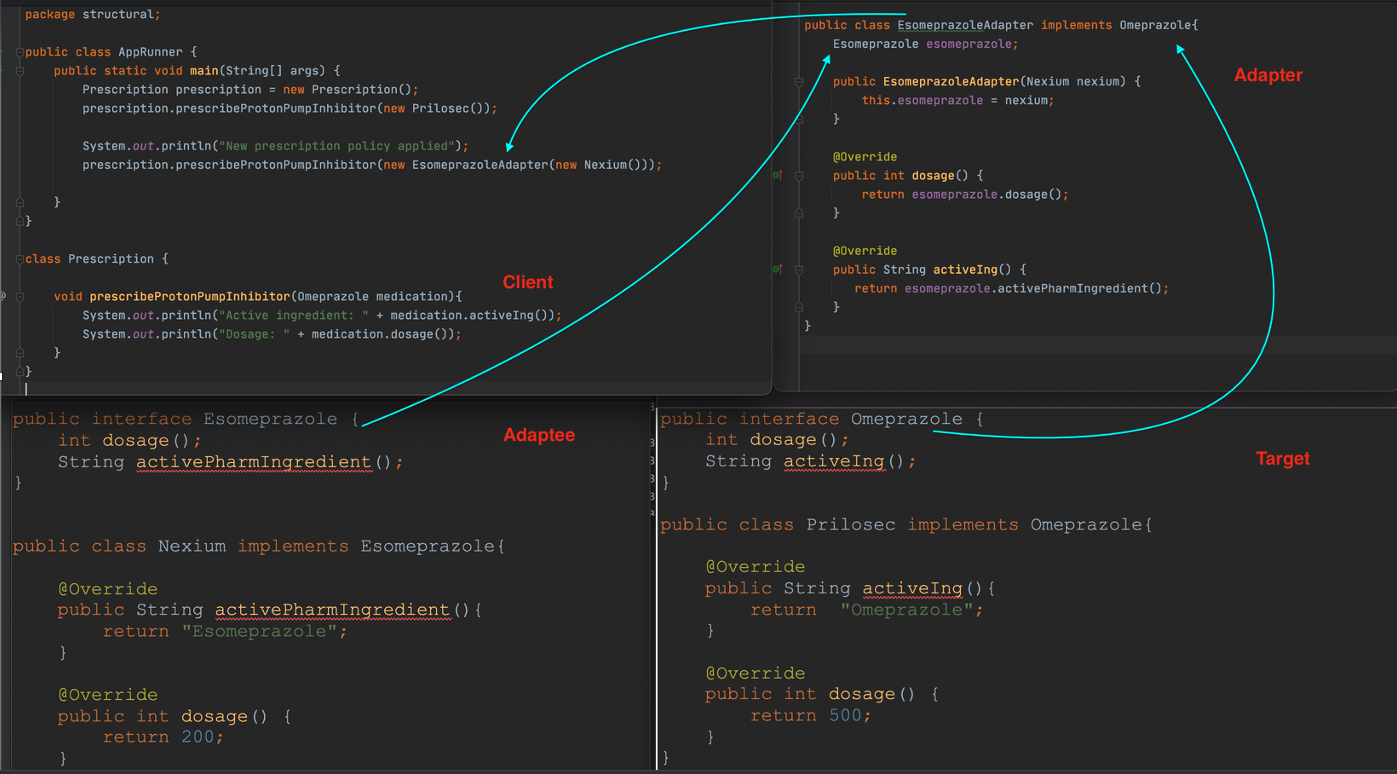 package structural;
public class AppRunner {
public static void main(String[] args) {
Prescription prescription = new Prescription();
prescription.prescribeProtonPumpInhibitor(new Prilosec());
System.out.println("New prescription policy applied");
prescription.prescribeProtonPumpInhibitor(new EsomeprazoleAdapter(new Nexium()));
}
}
class Prescription {
Client
void prescribeProtonPumpInhibitor(Omeprazole medication){
System.out.println("Active ingredient: " + medication.activeIng());
System.out.println("Dosage: " + medication.dosage());
}
}
public class EsomeprazoleAdapter implements Omeprazole{
Esomeprazole esomeprazole;
Adapter
public EsomeprazoleAdapter(Nexium nexium) {
this.esomeprazole = nexium;
}
@Override
public int dosage() {
return esomeprazole.dosage();
}
@Override
public String activeIng() {
return esomeprazole.activePharmIngredient();
}
}
public interface Esomeprazole {
Adaptee
int dosage();
String activePharmIngredient();
}
public class Nexium implements Esomeprazole{
@Override
public String activePharmIngredient(){
return "Esomeprazole";
}
@Override
public int dosage() {
return 200;
}
public interface Omeprazole {
int dosage();
String activeIng();
Target
}
public class Prilosec implements Omeprazole{
@Override
public String activeIng(){
return "Omeprazole";
}
@Override
public int dosage() {
return 500;
}
}